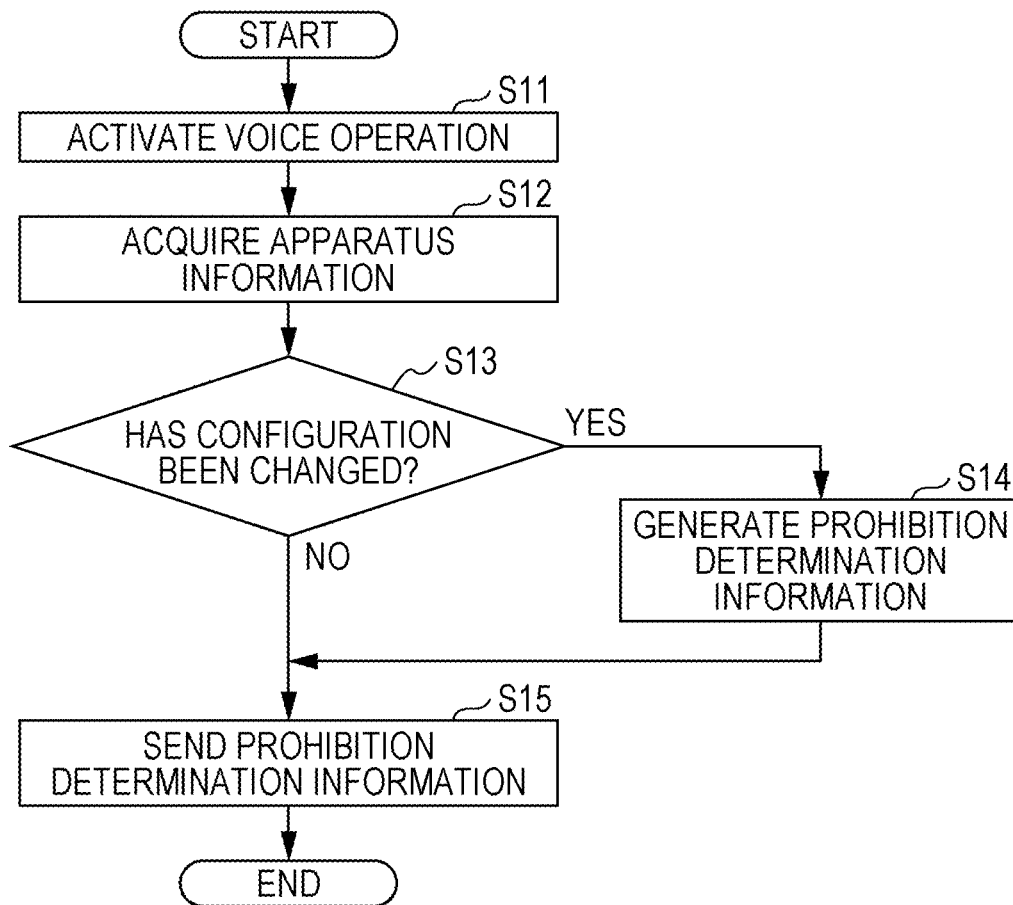 START
S11
ACTIVATE VOICE OPERATION
S12
ACQUIRE APPARATUS
INFORMATION
S13
HAS CONFIGURATION
BEEN CHANGED?
YES
NO
S14
GENERATE PROHIBITION
DETERMINATION
INFORMATION
S15
SEND PROHIBITION
DETERMINATION INFORMATION
END